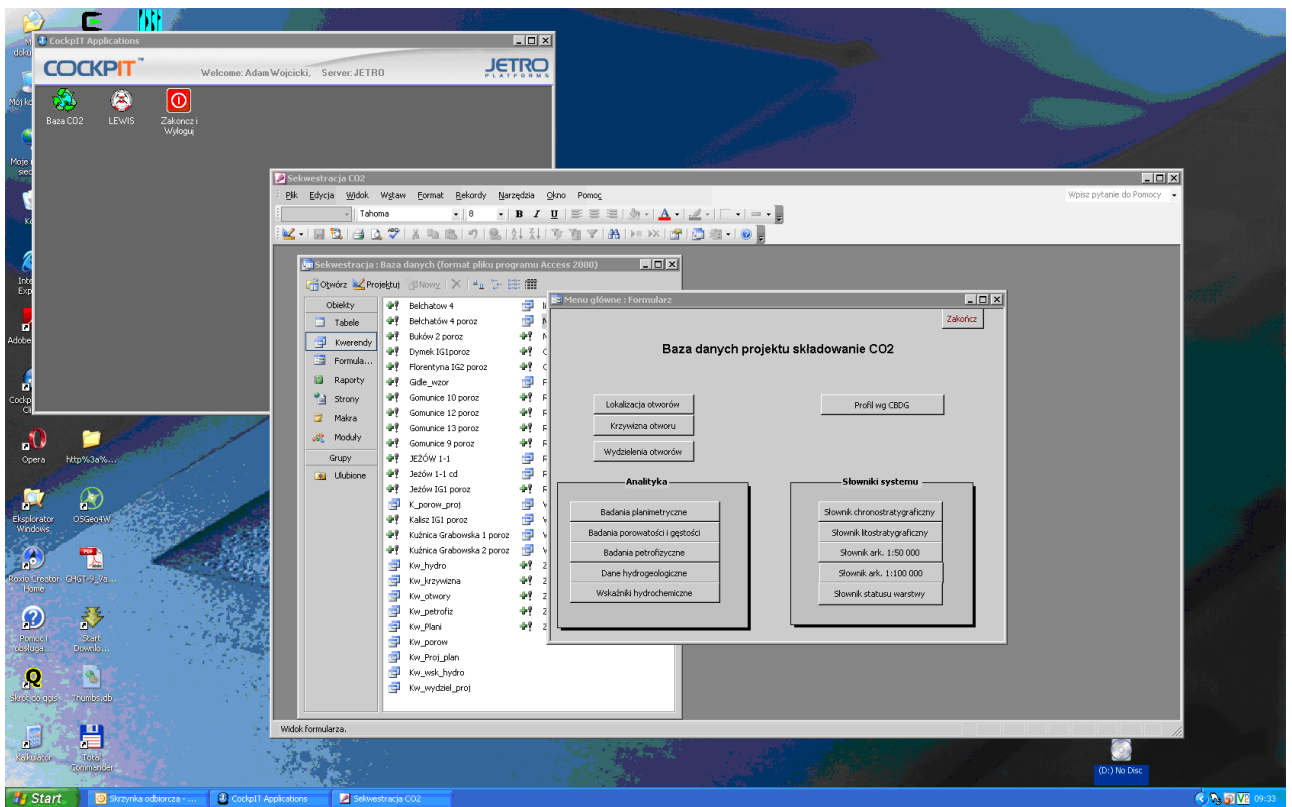 CockpIT Applications
COCKPIT™
Welcome: Adam Wojcicki, Server: JETRO
JETRO
PLATFORMS
Baza CO2
LEWIS
Zakoncz i
Wyloguj
Sekwestracja CO2
Plik Edycja Widok Wstaw Format Rekordy Narzędzia Okno Pomoc
Wpisz pytanie do Pomocy
Tahoma 8 B I U
Sekwestracja : Baza danych (format pliku programu Access 2000)
Otwórz Projektuj Nowy
Obiekty
Tabele
Kwerendy
Formula...
Raporty
Strony
Makra
Moduły
Grupy
Ulubione
Belchatow 4
Bełchatów 4 poroz
Buków 2 poroz
Dymek IG1poroz
Florentyna IG2 poroz
Gidle_wzor
Gomunice 10 poroz
Gomunice 12 poroz
Gomunice 13 poroz
Gomunice 9 poroz
JEŻÓW 1-1
Jeżów 1-1 cd
Jeżów IG1 poroz
K_porow_proj
Kalisz IG1 poroz
Kuźnica Grabowska 1 poroz
Kuźnica Grabowska 2 poroz
Kw_hydro
Kw_krzywizna
Kw_otwory
Kw_petrofiz
Kw_Plani
Kw_porow
Kw_Proj_plan
Kw_wsk_hydro
Kw_wydziel_proj
Menu główne : Formularz
Zakończ
Baza danych projektu składowanie CO2
Lokalizacja otworów
Krzywizna otworu
Wydzielenia otworów
Profil wg CBDG
Analityka
Badania planimetryczne
Badania porowatości i gęstości
Badania petrofizyczne
Dane hydrogeologiczne
Wskaźniki hydrochemiczne
Słowniki systemu
Słownik chronostratygraficzny
Słownik litostratygraficzny
Słownik ark. 1:50 000
Słownik ark. 1:100 000
Słownik statusu warstwy
Widok formularza.
Opera
http%3a%...
Eksplorator
Windows
OSGeo4W
Roxio Creator
Home
Pomoc i
obsługa...
Start
Downlo...
Skrót do qgis
Thumbs.db
Kalkulator
Total
Commander
(D:) No Disc
Start
Skrzynka odbiorcza - ...
CockpIT Applications
Sekwestracja CO2
09:33